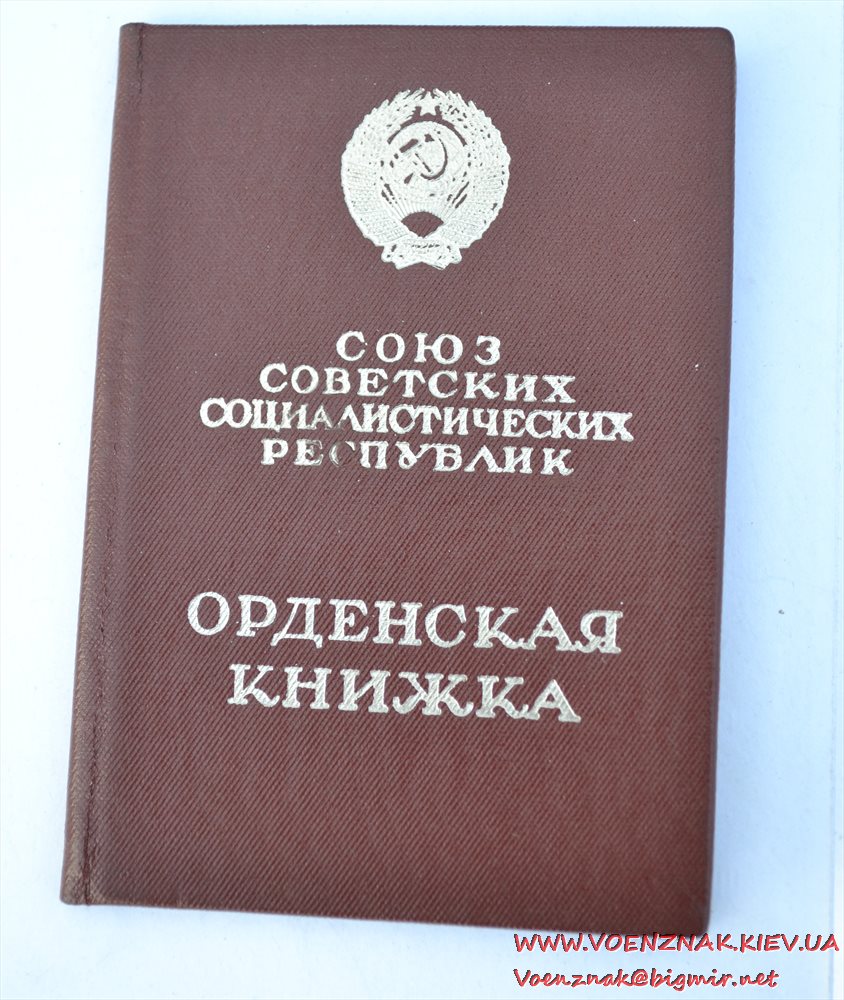 СОЮЗ
СОВЕТСКИХ
СОЦИАЛИСТИЧЕСКИХ
РЕСПУБЛИК
ОРДЕНСКАЯ
КНИЖКА
WWW.VOENZNAK.KIEV.UA
Voenznak@bigmir.net